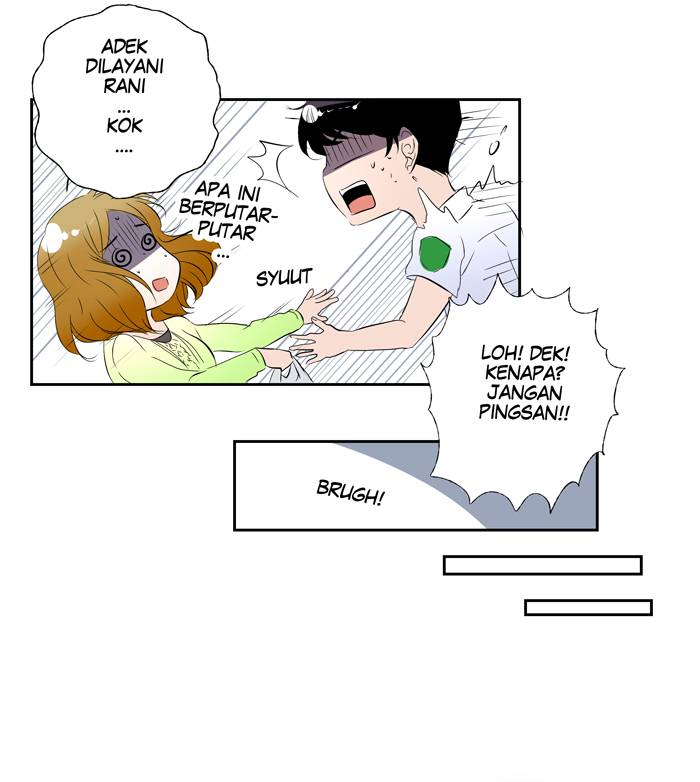 ADEK
DILAYANI
RANI
...
KOK
....
APA INI
BERPUTAR-
PUTAR
...
SYUUT
LOH! DEK!
KENAPA?
JANGAN
PINGSAN!!
BRUGH!